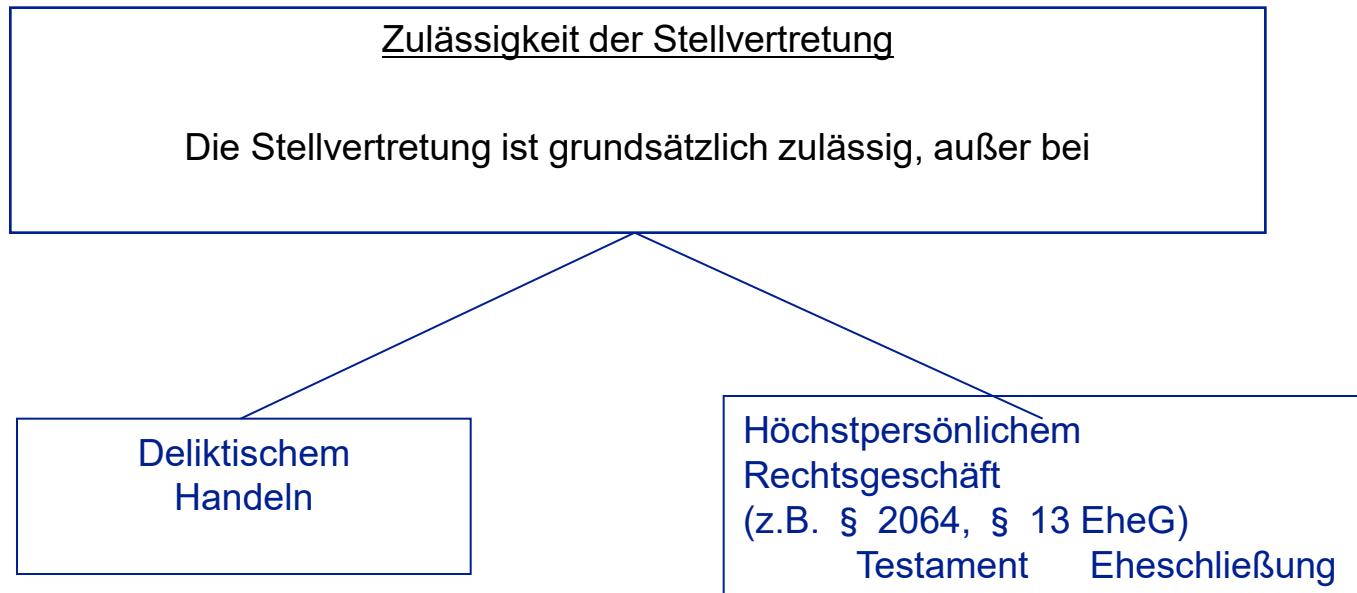 Zulässigkeit der Stellvertretung
Die Stellvertretung ist grundsätzlich zulässig, außer bei
Deliktischem
Handeln
Höchstpersönlichem
Rechtsgeschäft
(z.B. § 2064, § 13 EheG)
Testament Eheschließung